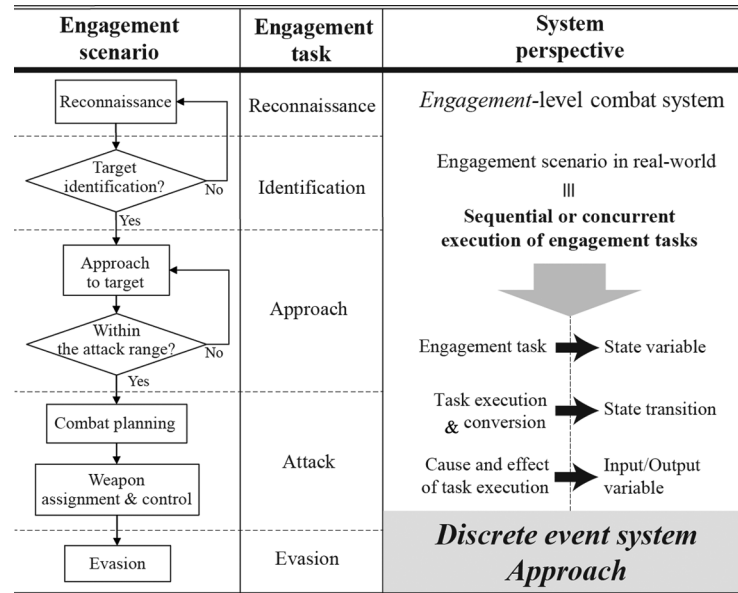 Engagement
scenario
Engagement
task
System
perspective
Reconnaissance
Target
identification?
No
Yes
Approach
to target
Within
the attack range?
No
Yes
Combat planning
Weapon
assignment & control
Evasion
Reconnaissance
Identification
Approach
Attack
Evasion
Engagement-level combat system
Engagement scenario in real-world
≡
Sequential or concurrent
execution of engagement tasks
Engagement task
State variable
Task execution
& conversion
State transition
Cause and effect
of task execution
Input/Output
variable
Discrete event system
Approach